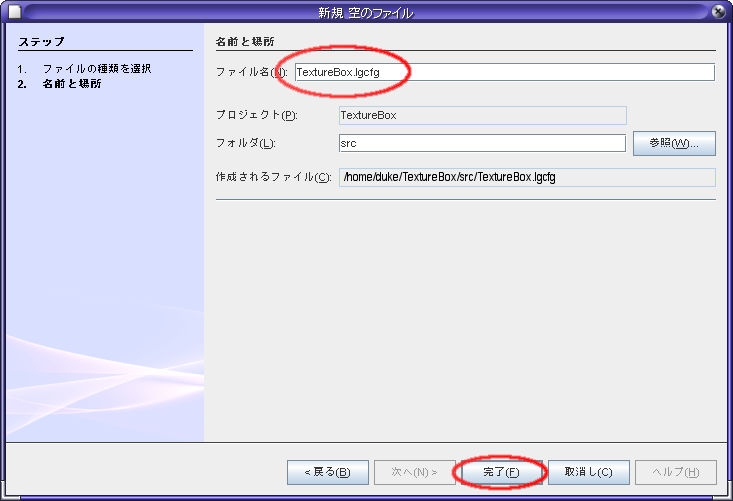 新規 空のファイル
ステップ
1. ファイルの種類を選択
2. 名前と場所
名前と場所
ファイル名(N): TextureBox.lgcfg
プロジェクト(P): TextureBox
フォルダ(L): src 参照(W)...
作成されるファイル(C): /home/duke/TextureBox/src/TextureBox.lgcfg
< 戻る(B) 次へ(N) > 完了(F) 取消し(C) ヘルプ(H)